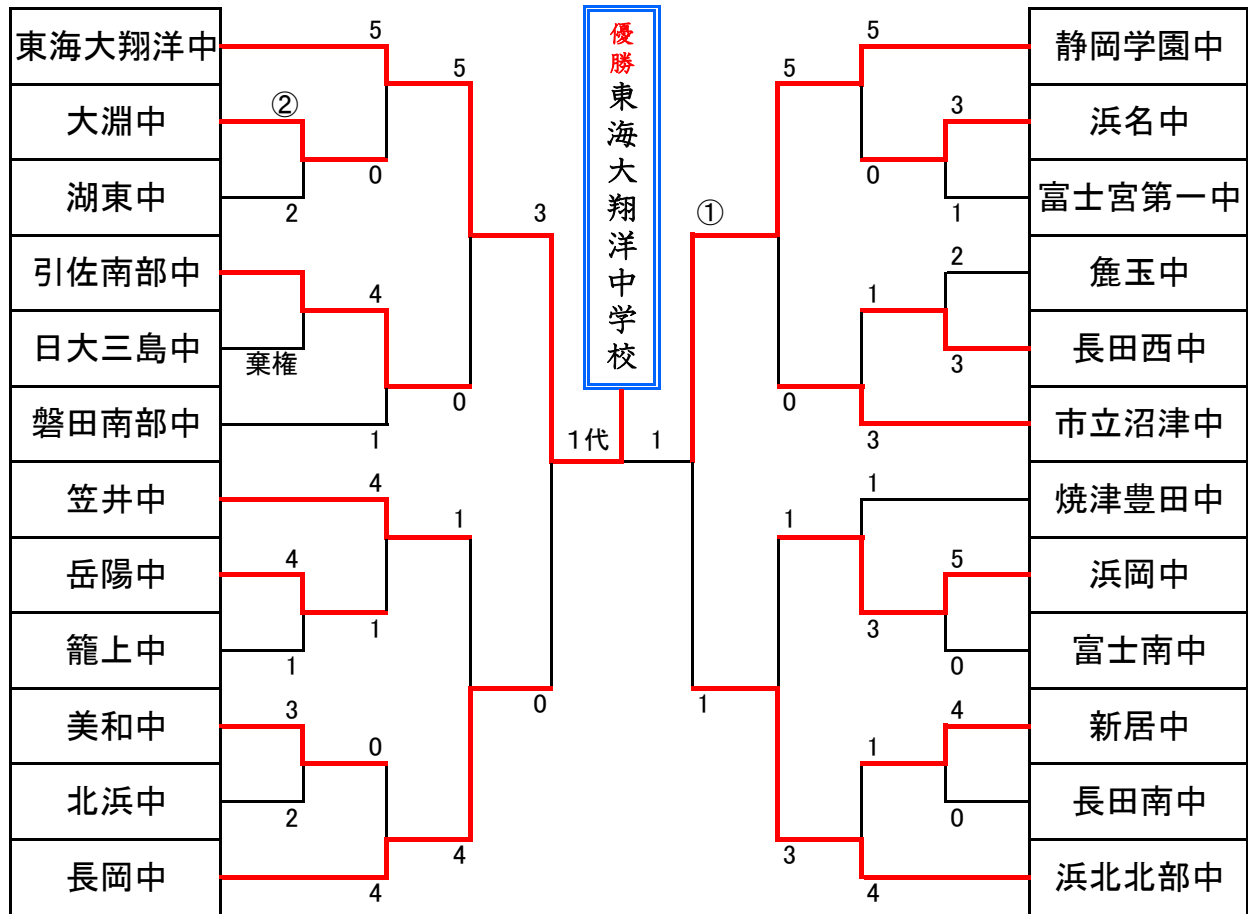 東海大翔洋中
大淵中
湖東中
引佐南部中
日大三島中
磐田南部中
笠井中
岳陽中
籠上中
美和中
北浜中
長岡中
5
②
2
0
5
4
棄権
1
0
3
4
4
1
1
1
3
2
0
4
4
0
優勝東海大翔洋中学校
1代
1
①
5
5
3
0
1
2
1
3
0
3
1
1
5
3
0
1
4
1
0
3
4
静岡学園中
浜名中
富士宮第一中
麁玉中
長田西中
市立沼津中
焼津豊田中
浜岡中
富士南中
新居中
長田南中
浜北北部中